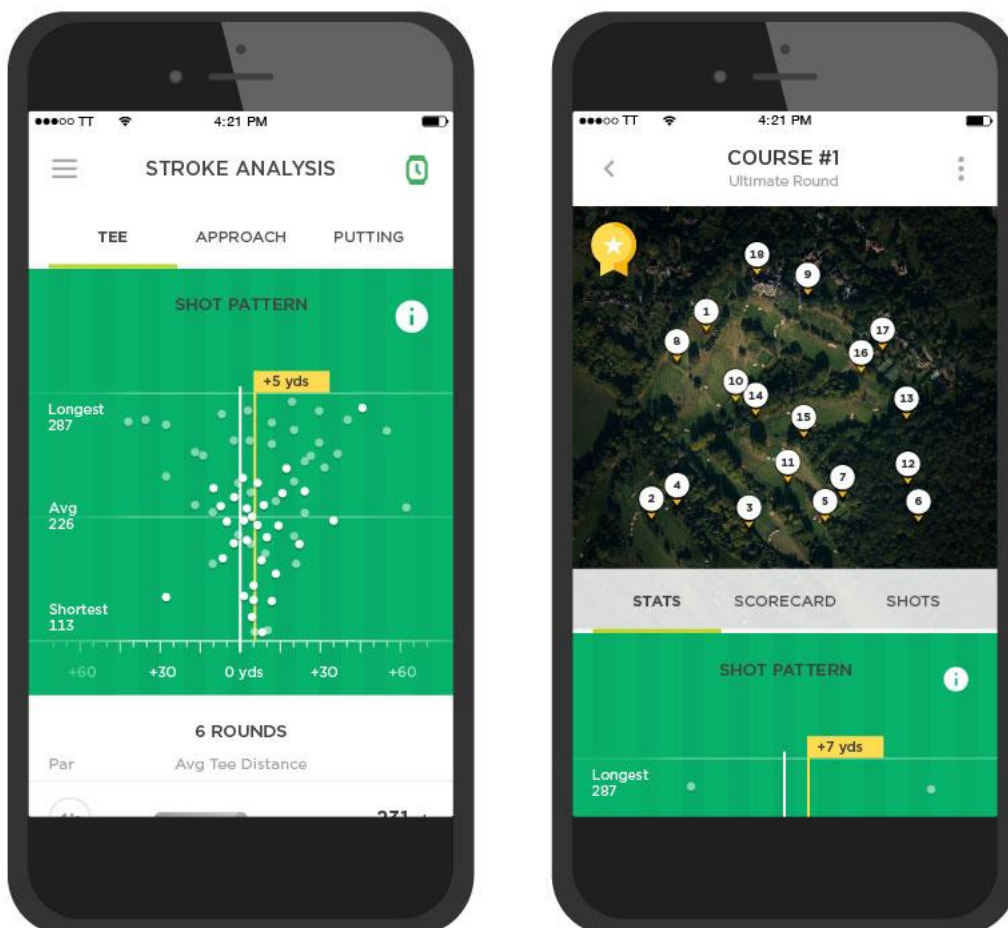 ●●●○○ TT 4:21 PM
STROKE ANALYSIS
TEE APPROACH PUTTING
SHOT PATTERN
i
+5 yds
Longest
287
Avg
226
Shortest
113
+60 +30 0 yds +30 +60
6 ROUNDS
Par Avg Tee Distance
●●●○○ TT 4:21 PM
COURSE #1
Ultimate Round
18
9
1
17
8
16
10
14
13
15
11
12
7
4
2
5
6
3
STATS SCORECARD SHOTS
SHOT PATTERN
i
+7 yds
Longest
287